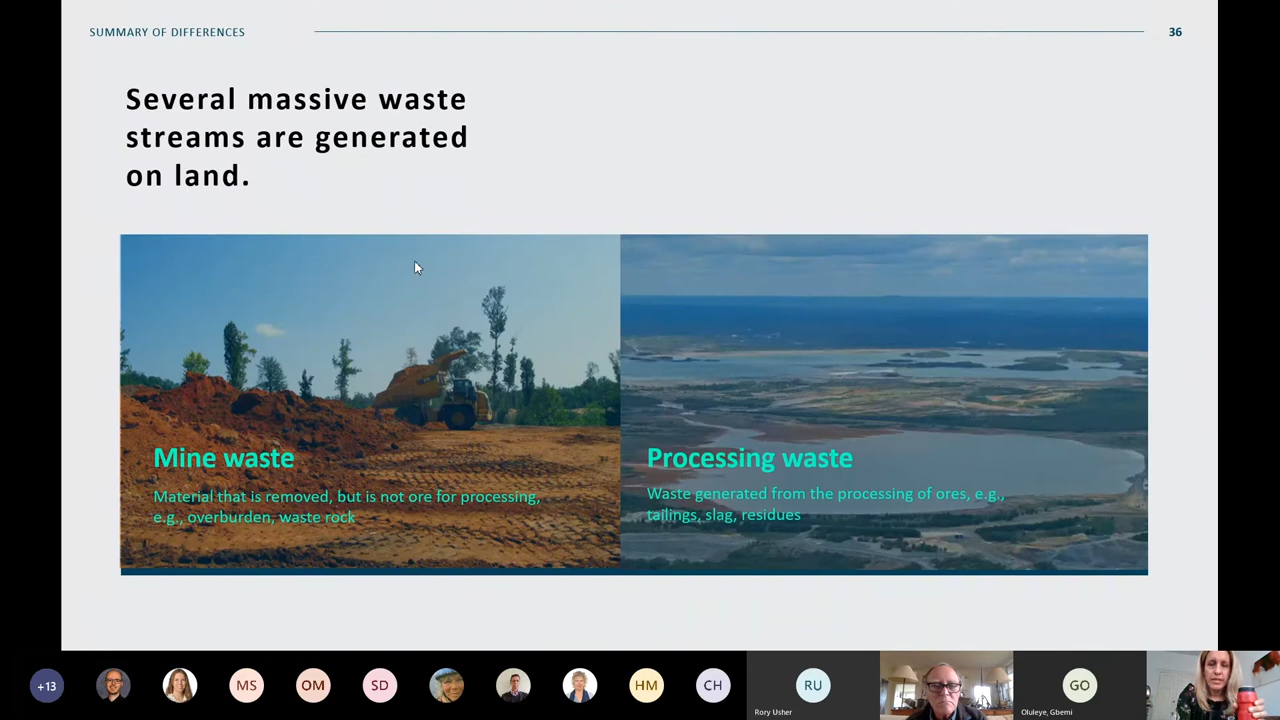 SUMMARY OF DIFFERENCES
36
Several massive waste
streams are generated
on land.
Mine waste
Material that is removed, but is not ore for processing,
e.g., overburden, waste rock
Processing waste
Waste generated from the processing of ores, e.g.,
tailings, slag, residues
+13
MS
OM
SD
HM
CH
RU
Rory Usher
GO
Oluleye, Gbemi